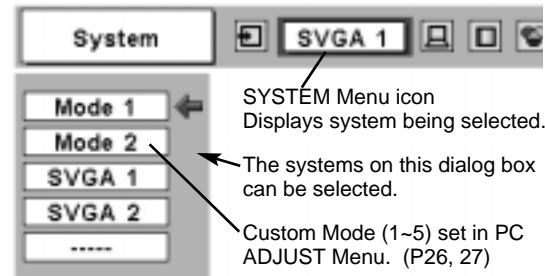 System
SVGA 1
Mode 1
Mode 2
SVGA 1
SVGA 2
-----
SYSTEM Menu icon
Displays system being selected.
The systems on this dialog box
can be selected.
Custom Mode (1~5) set in PC
ADJUST Menu. (P26, 27)